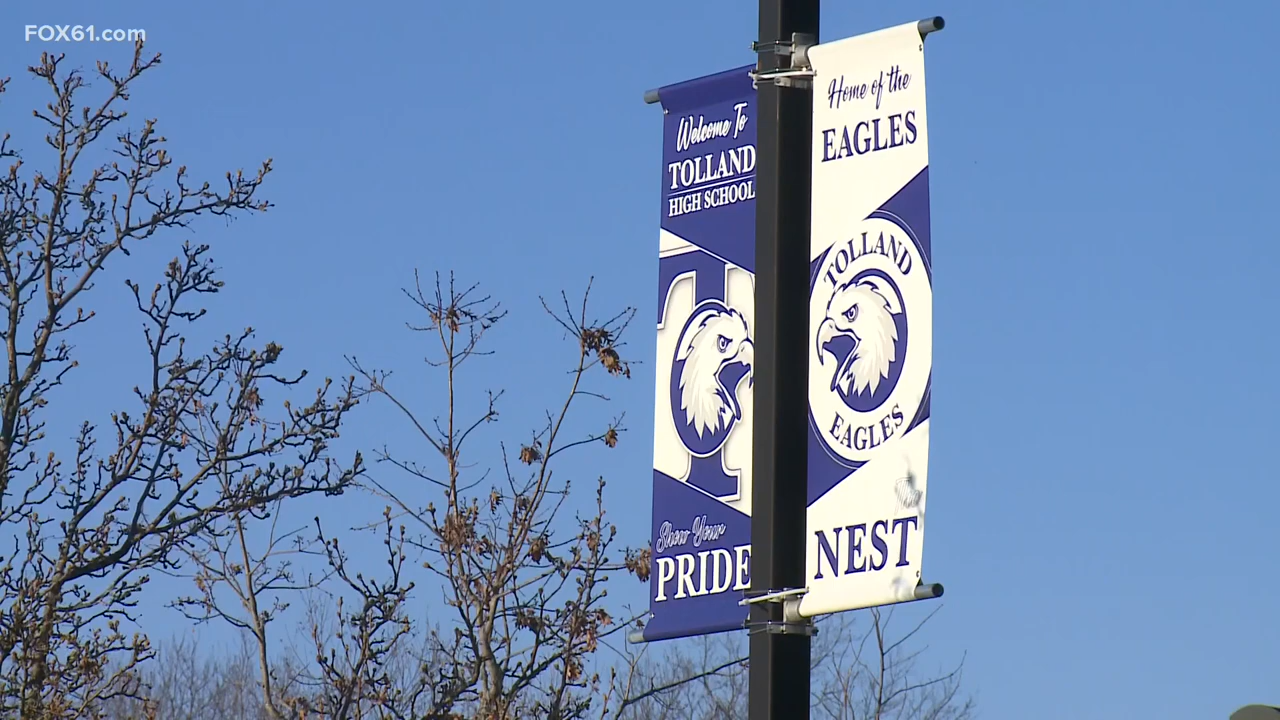 FOX61.com
Welcome To
TOLLAND
HIGH SCHOOL
Show Your
PRIDE
Home of the
EAGLES
TOLLAND
EAGLES
NEST